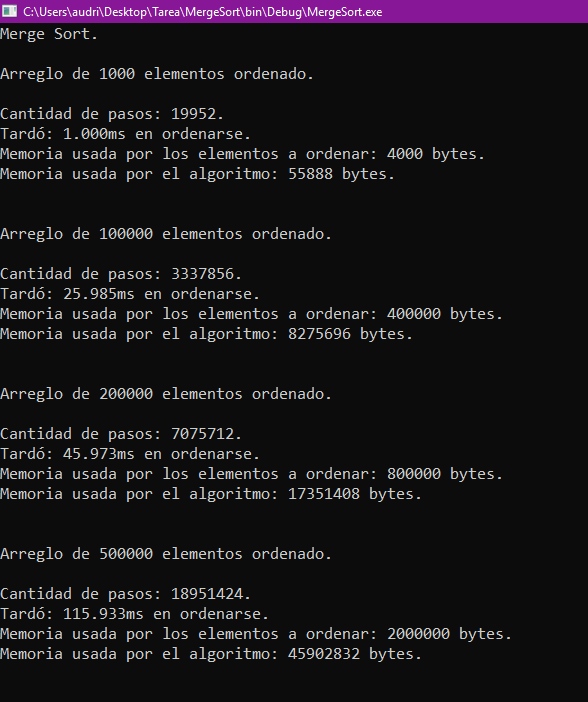 C:\Users\audri\Desktop\Tarea\MergeSort\bin\Debug\MergeSort.exe
Merge Sort.
Arreglo de 1000 elementos ordenado.
Cantidad de pasos: 19952.
Tardó: 1.000ms en ordenarse.
Memoria usada por los elementos a ordenar: 4000 bytes.
Memoria usada por el algoritmo: 55888 bytes.
Arreglo de 100000 elementos ordenado.
Cantidad de pasos: 3337856.
Tardó: 25.985ms en ordenarse.
Memoria usada por los elementos a ordenar: 400000 bytes.
Memoria usada por el algoritmo: 8275696 bytes.
Arreglo de 200000 elementos ordenado.
Cantidad de pasos: 7075712.
Tardó: 45.973ms en ordenarse.
Memoria usada por los elementos a ordenar: 800000 bytes.
Memoria usada por el algoritmo: 17351408 bytes.
Arreglo de 500000 elementos ordenado.
Cantidad de pasos: 18951424.
Tardó: 115.933ms en ordenarse.
Memoria usada por los elementos a ordenar: 2000000 bytes.
Memoria usada por el algoritmo: 45902832 bytes.